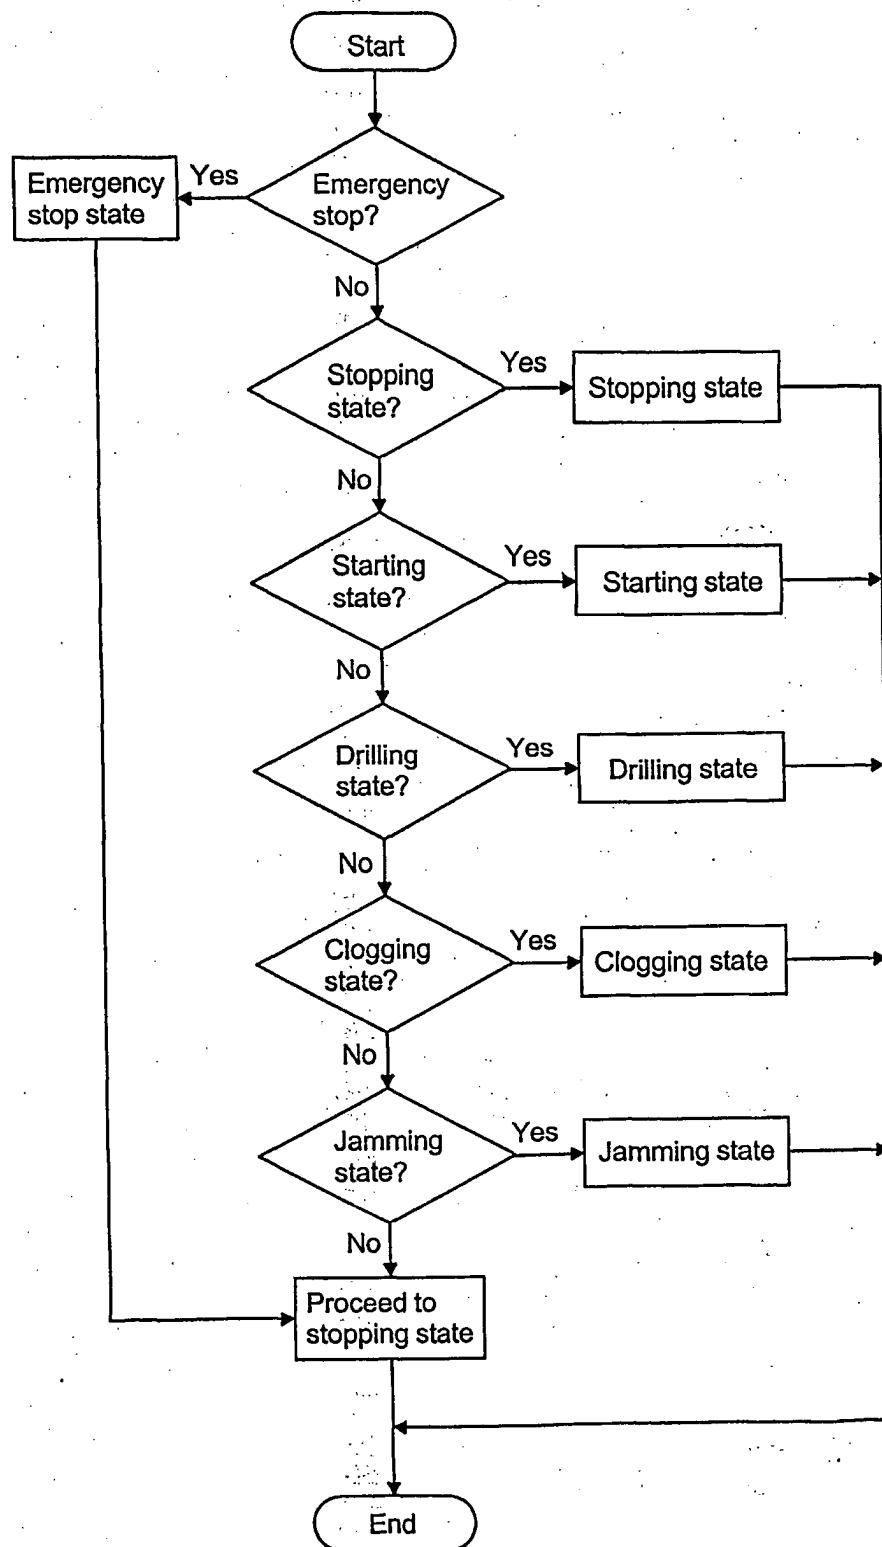 Start
Emergency
stop?
Yes
Emergency
stop state
No
Stopping
state?
Yes
Stopping state
No
Starting
state?
Yes
Starting state
No
Drilling
state?
Yes
Drilling state
No
Clogging
state?
Yes
Clogging state
No
Jamming
state?
Yes
Jamming state
No
Proceed to
stopping state
End